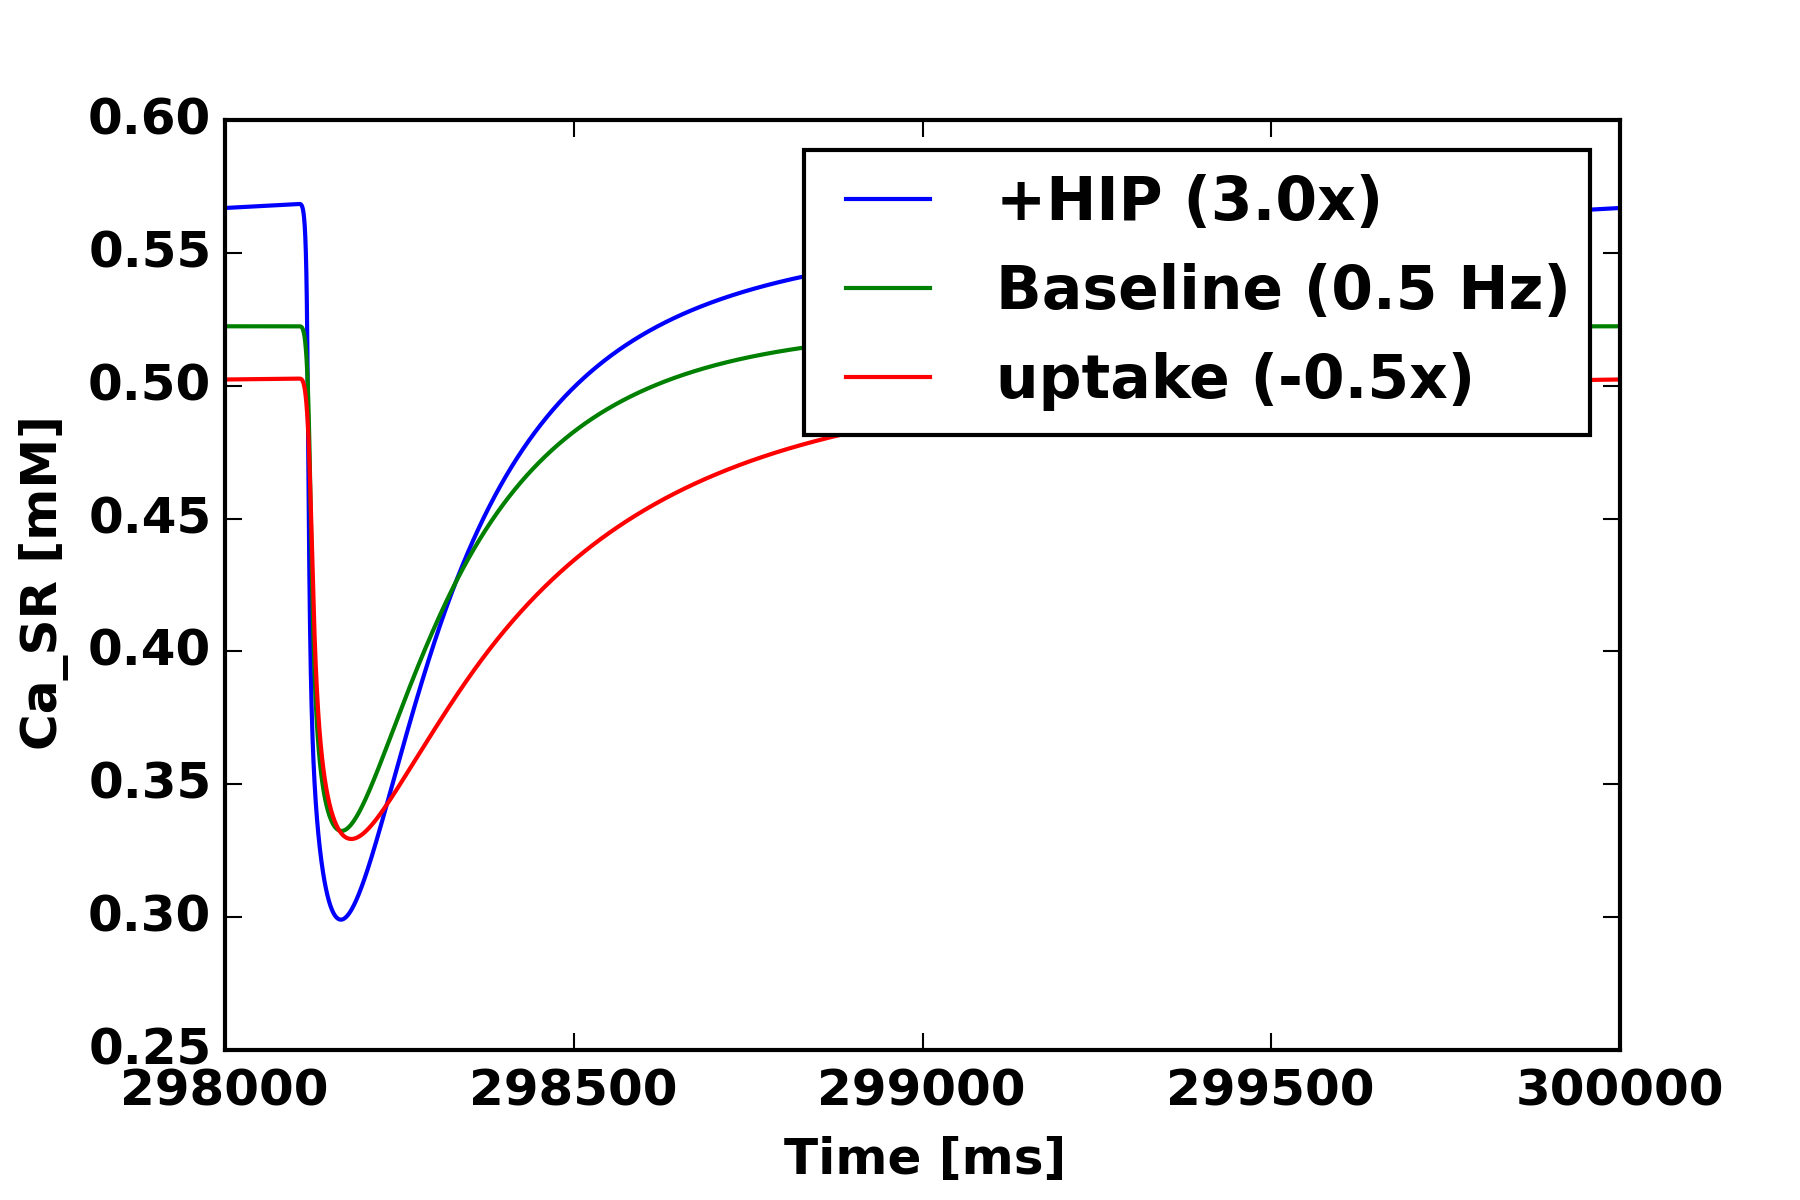 0.60
0.55
0.50
0.45
0.40
0.35
0.30
0.25
Ca_SR [mM]
+HIP (3.0x)
Baseline (0.5 Hz)
uptake (-0.5x)
298000 298500 299000 299500 300000
Time [ms]